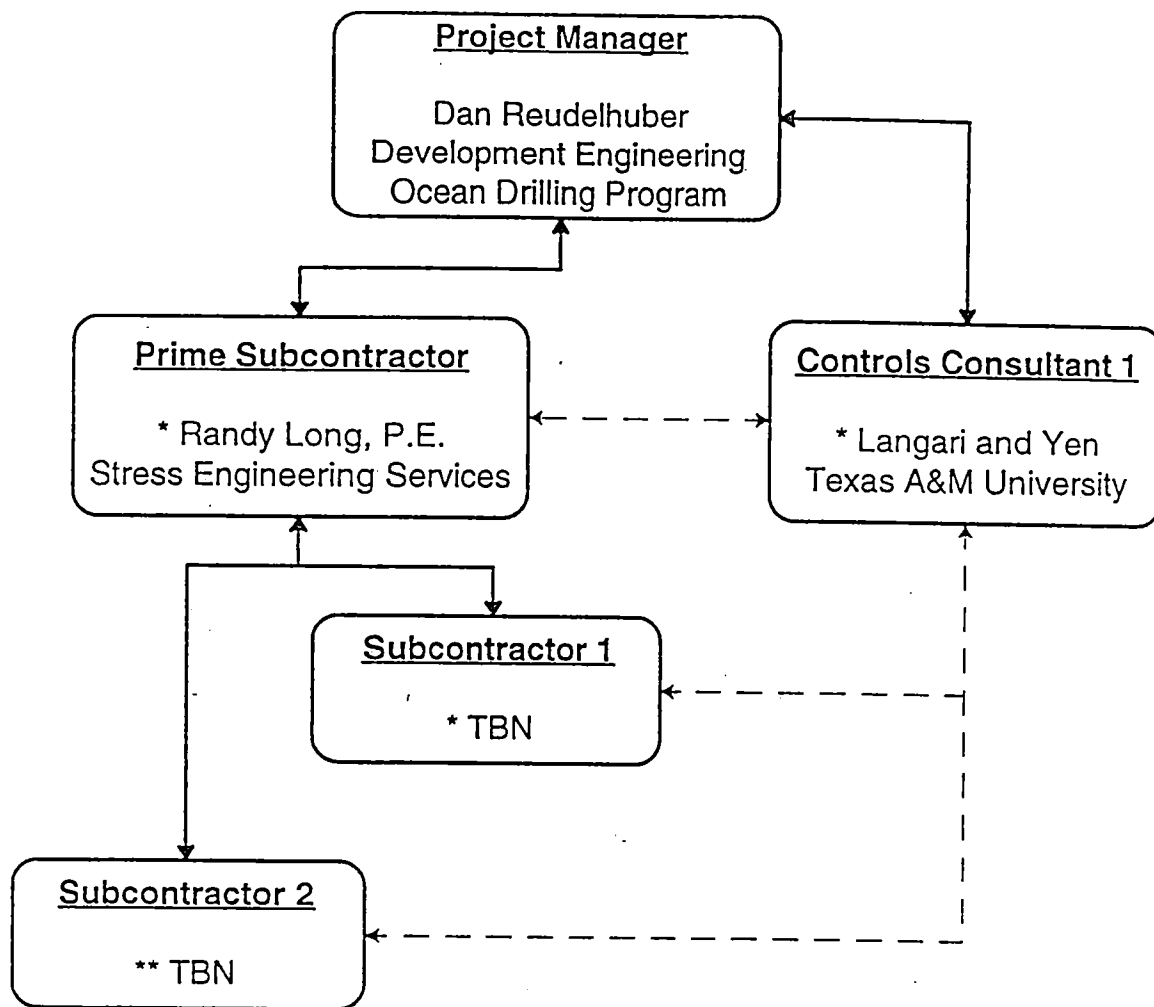 Project Manager
Dan Reudelhuber
Development Engineering
Ocean Drilling Program
Prime Subcontractor
* Randy Long, P.E.
Stress Engineering Services
Controls Consultant 1
* Langari and Yen
Texas A&M University
Subcontractor 1
* TBN
Subcontractor 2
** TBN